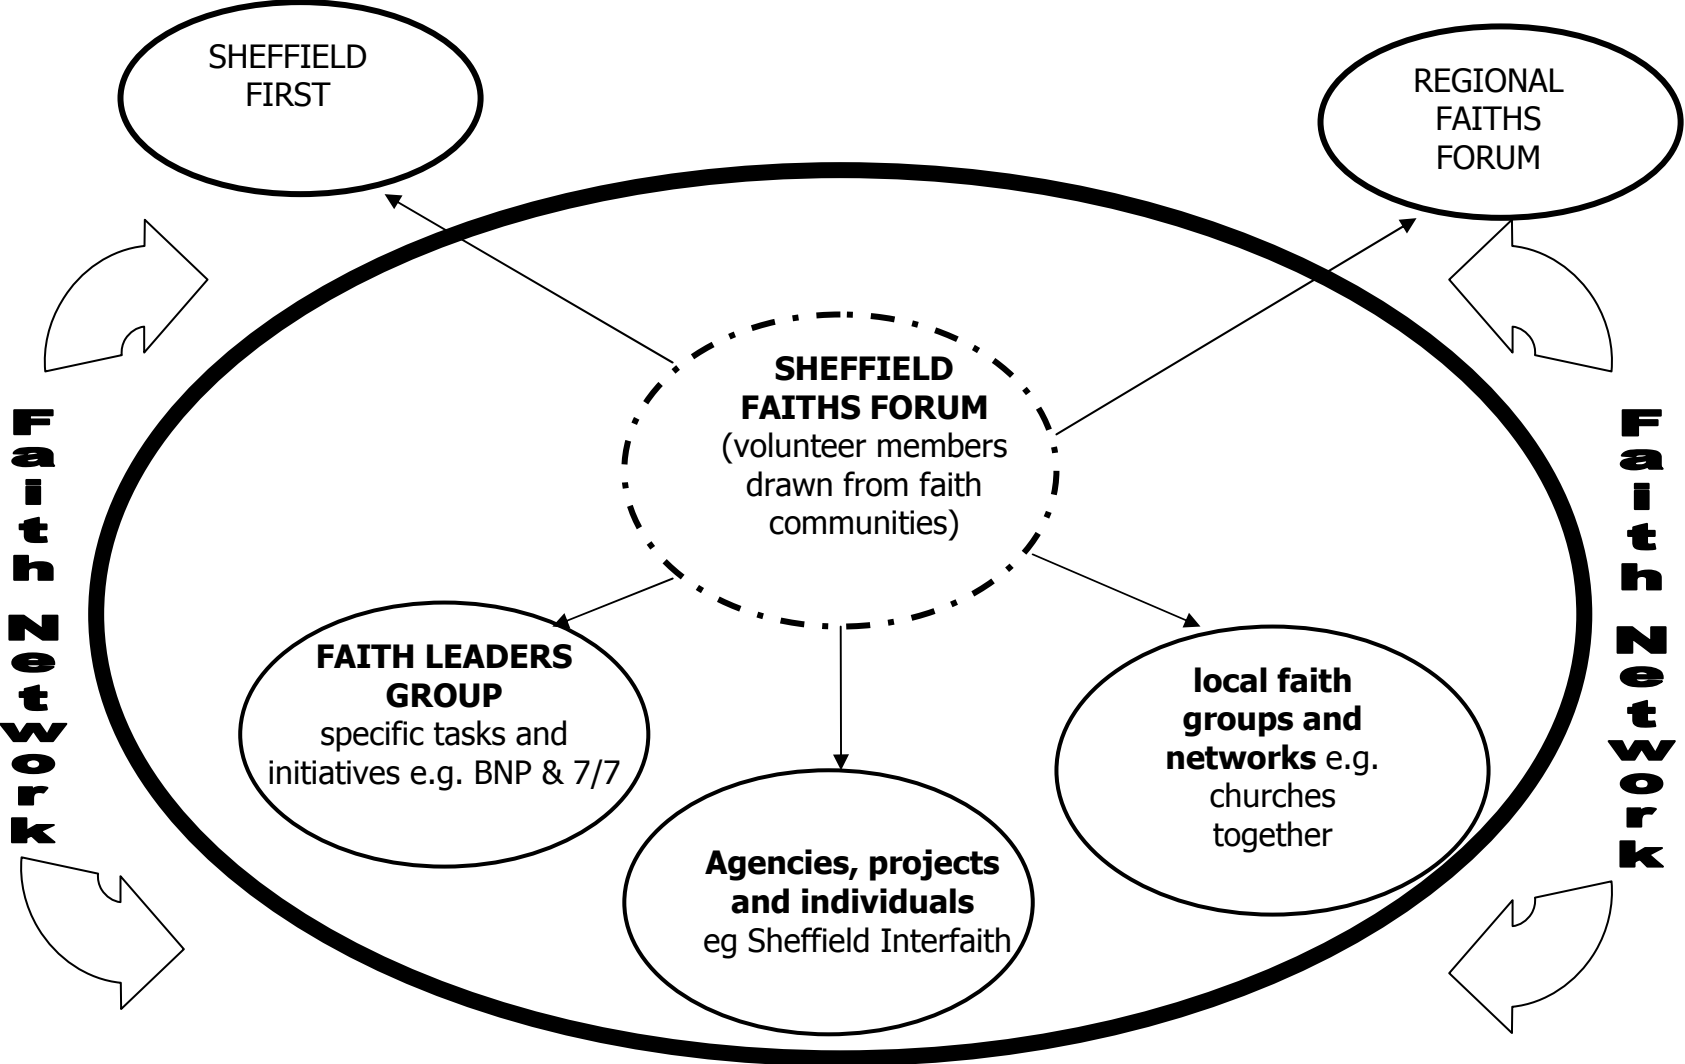 SHEFFIELD
FIRST
REGIONAL
FAITHS
FORUM
SHEFFIELD
FAITHS FORUM
(volunteer members
drawn from faith
communities)
Faith Network
Faith Network
FAITH LEADERS
GROUP
specific tasks and
initiatives e.g. BNP & 7/7
local faith
groups and
networks e.g.
churches
together
Agencies, projects
and individuals
eg Sheffield Interfaith